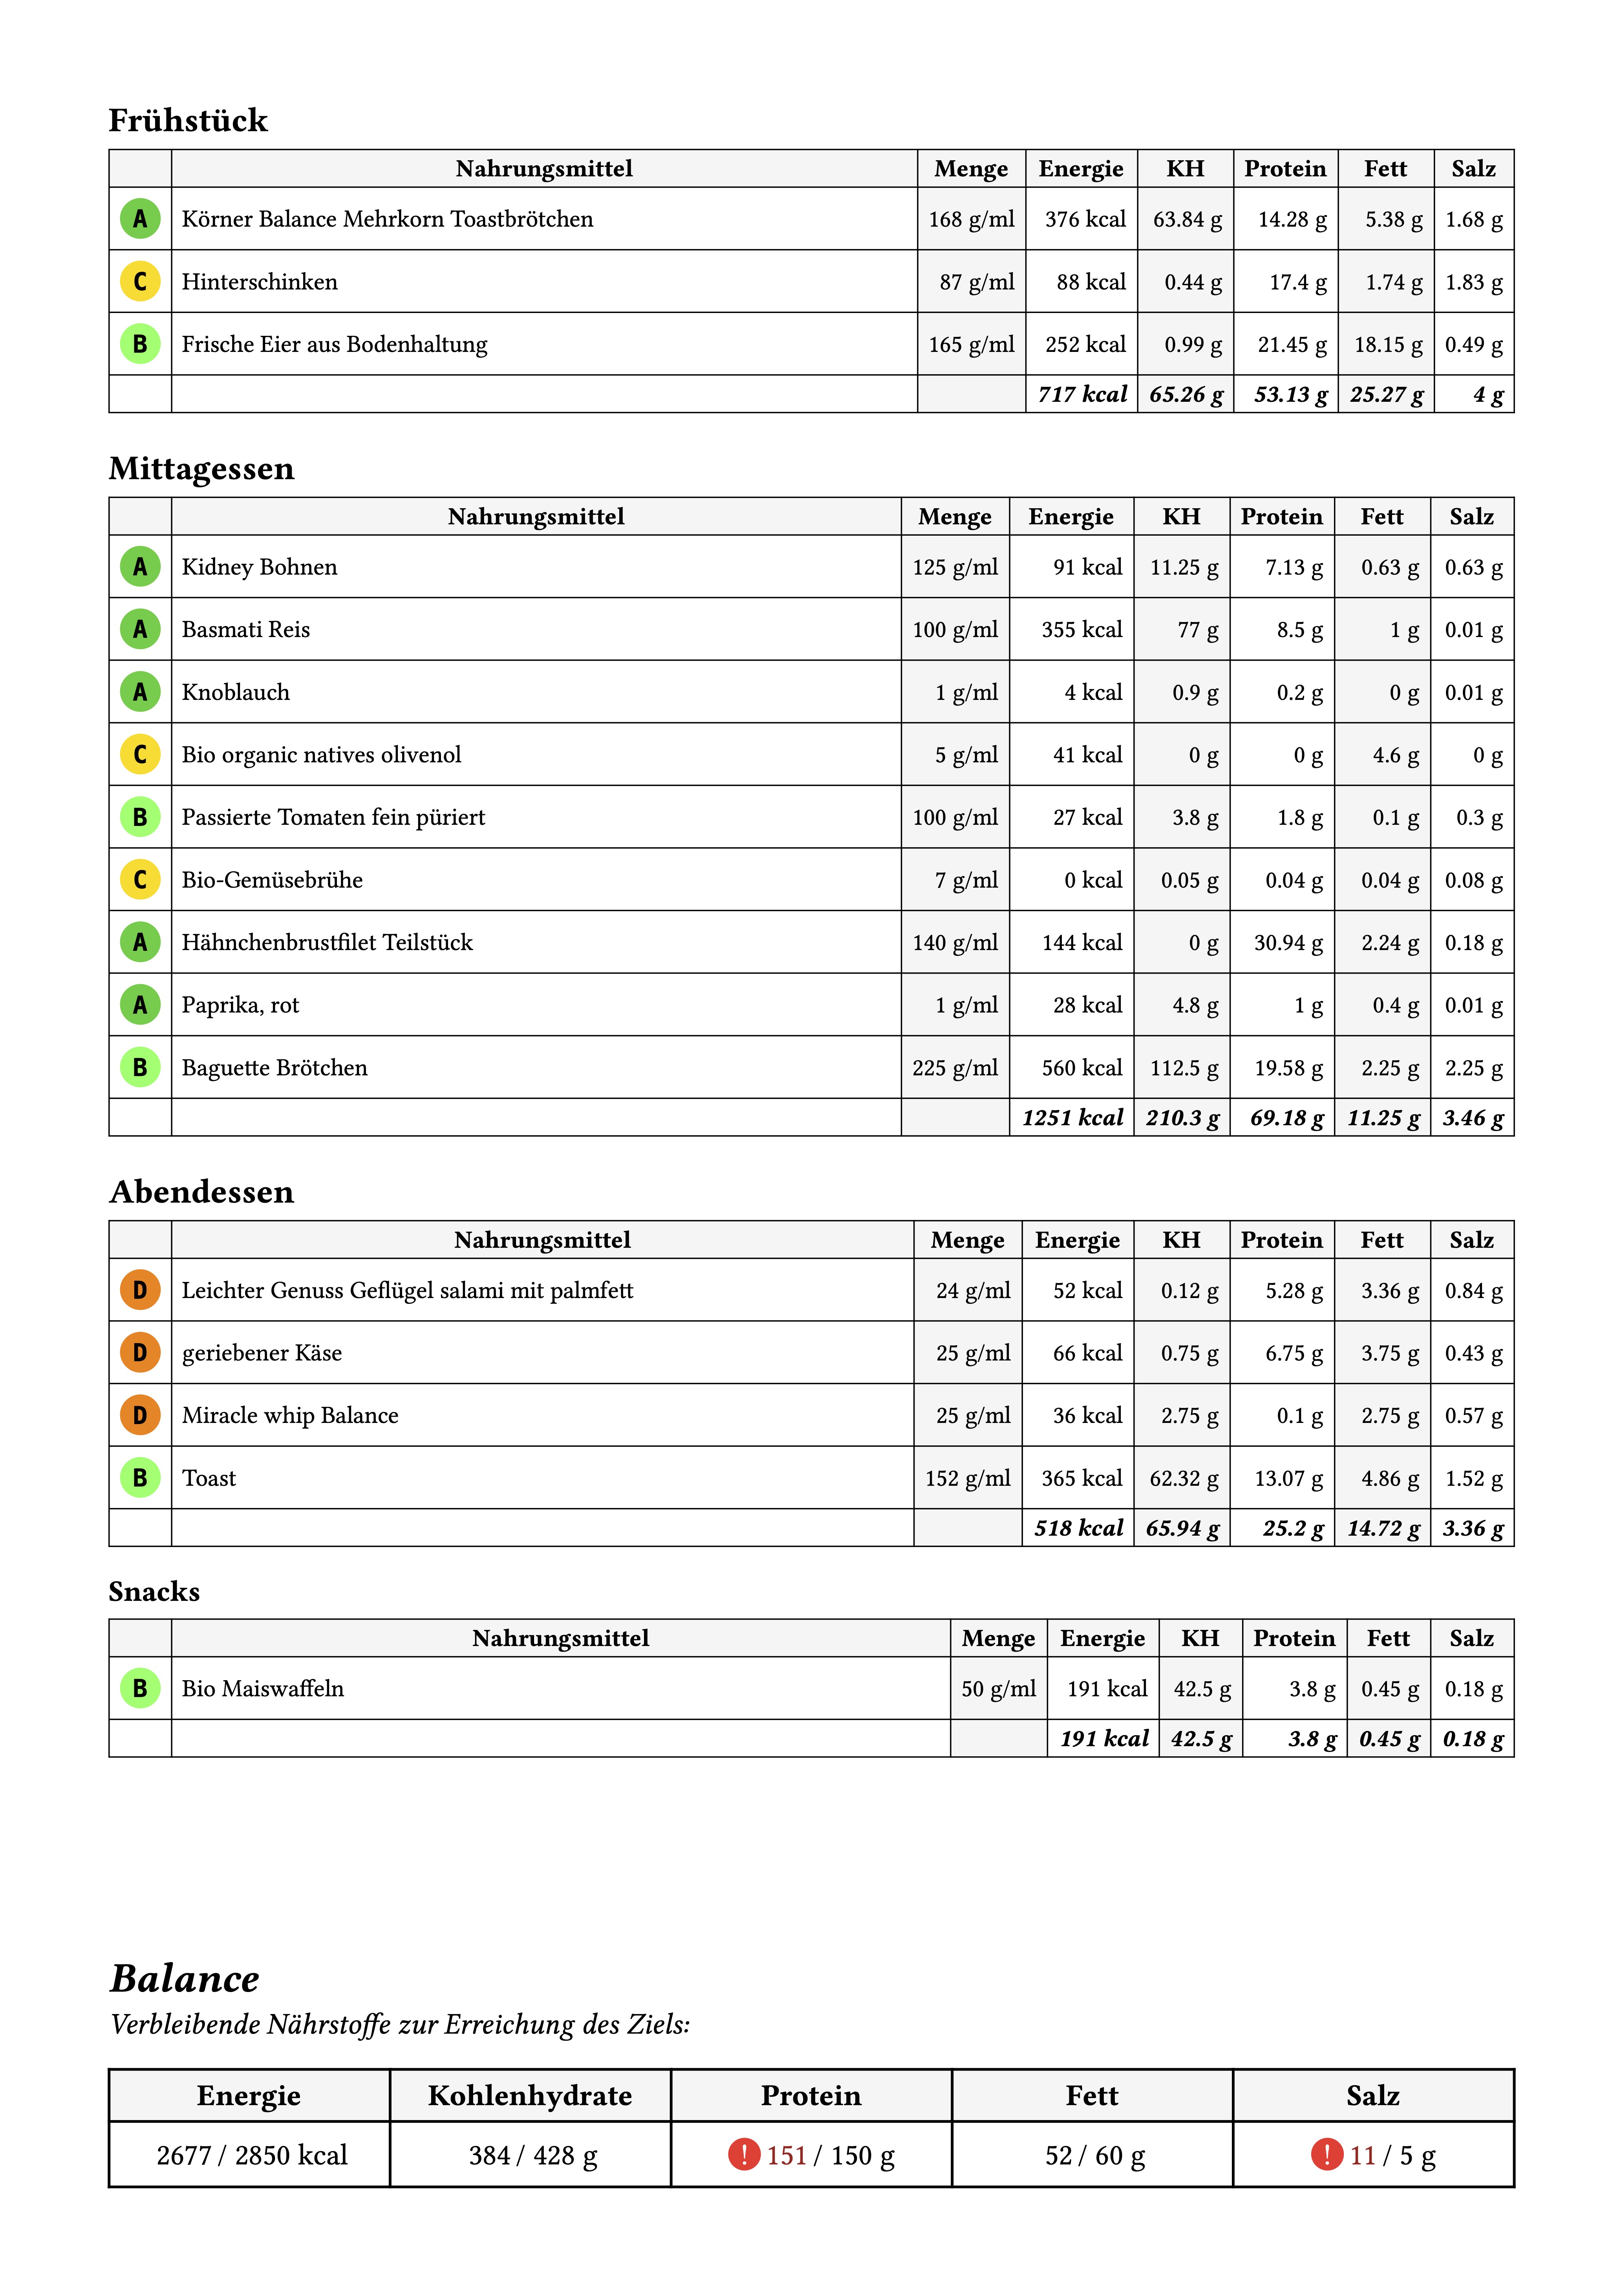 Frühstück
Nahrungsmittel Menge Energie KH Protein Fett Salz
A Körner Balance Mehrkorn Toastbrötchen 168 g/ml 376 kcal 63.84 g 14.28 g 5.38 g 1.68 g
C Hinterschinken 87 g/ml 88 kcal 0.44 g 17.4 g 1.74 g 1.83 g
B Frische Eier aus Bodenhaltung 165 g/ml 252 kcal 0.99 g 21.45 g 18.15 g 0.49 g
717 kcal 65.26 g 53.13 g 25.27 g 4 g
Mittagessen
Nahrungsmittel Menge Energie KH Protein Fett Salz
A Kidney Bohnen 125 g/ml 91 kcal 11.25 g 7.13 g 0.63 g 0.63 g
A Basmati Reis 100 g/ml 355 kcal 77 g 8.5 g 1 g 0.01 g
A Knoblauch 1 g/ml 4 kcal 0.9 g 0.2 g 0 g 0.01 g
C Bio organic natives olivenol 5 g/ml 41 kcal 0 g 0 g 4.6 g 0 g
B Passierte Tomaten fein püriert 100 g/ml 27 kcal 3.8 g 1.8 g 0.1 g 0.3 g
C Bio-Gemüsebrühe 7 g/ml 0 kcal 0.05 g 0.04 g 0.04 g 0.08 g
A Hähnchenbrustfilet Teilstück 140 g/ml 144 kcal 0 g 30.94 g 2.24 g 0.18 g
A Paprika, rot 1 g/ml 28 kcal 4.8 g 1 g 0.4 g 0.01 g
B Baguette Brötchen 225 g/ml 560 kcal 112.5 g 19.58 g 2.25 g 2.25 g
1251 kcal 210.3 g 69.18 g 11.25 g 3.46 g
Abendessen
Nahrungsmittel Menge Energie KH Protein Fett Salz
D Leichter Genuss Geflügel salami mit palmfett 24 g/ml 52 kcal 0.12 g 5.28 g 3.36 g 0.84 g
D geriebener Käse 25 g/ml 66 kcal 0.75 g 6.75 g 3.75 g 0.43 g
D Miracle whip Balance 25 g/ml 36 kcal 2.75 g 0.1 g 2.75 g 0.57 g
B Toast 152 g/ml 365 kcal 62.32 g 13.07 g 4.86 g 1.52 g
518 kcal 65.94 g 25.2 g 14.72 g 3.36 g
Snacks
Nahrungsmittel Menge Energie KH Protein Fett Salz
B Bio Maiswaffeln 50 g/ml 191 kcal 42.5 g 3.8 g 0.45 g 0.18 g
191 kcal 42.5 g 3.8 g 0.45 g 0.18 g
Balance
Verbleibende Nährstoffe zur Erreichung des Ziels:
Energie Kohlenhydrate Protein Fett Salz
2677 / 2850 kcal 384 / 428 g ! 151 / 150 g 52 / 60 g ! 11 / 5 g